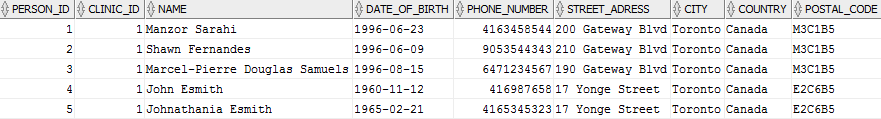 PERSON_ID CLINIC_ID NAME DATE_OF_BIRTH PHONE_NUMBER STREET_ADRESS CITY COUNTRY POSTAL_CODE
1 1 Manzor Sarahi 1996-06-23 4163458544 200 Gateway Blvd Toronto Canada M3C1B5
2 1 Shawn Fernandes 1996-06-09 9053544343 210 Gateway Blvd Toronto Canada M3C1B5
3 1 Marcel-Pierre Douglas Samuels 1996-08-15 6471234567 190 Gateway Blvd Toronto Canada M3C1B5
4 1 John Esmith 1960-11-12 416987658 17 Yonge Street Toronto Canada E2C6B5
5 1 Johnathania Esmith 1965-02-21 4165345323 17 Yonge Street Toronto Canada E2C6B5